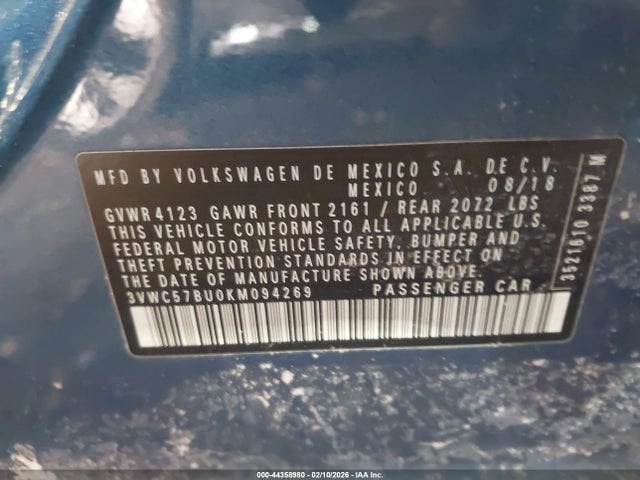 MFD BY VOLKSWAGEN DE MEXICO S.A. DE C.V.
MEXICO 08/18
GVWR 4123 GAWR FRONT 2161 / REAR 2072 LBS
THIS VEHICLE CONFORMS TO ALL APPLICABLE U.S.
FEDERAL MOTOR VEHICLE SAFETY, BUMPER AND
THEFT PREVENTION STANDARDS IN EFFECT ON
THE DATE OF MANUFACTURE SHOWN ABOVE.
3VWC57BU0KM094269 PASSENGER CAR
3521610 3387 M
000-44358980 - 02/10/2026 - IAA Inc.